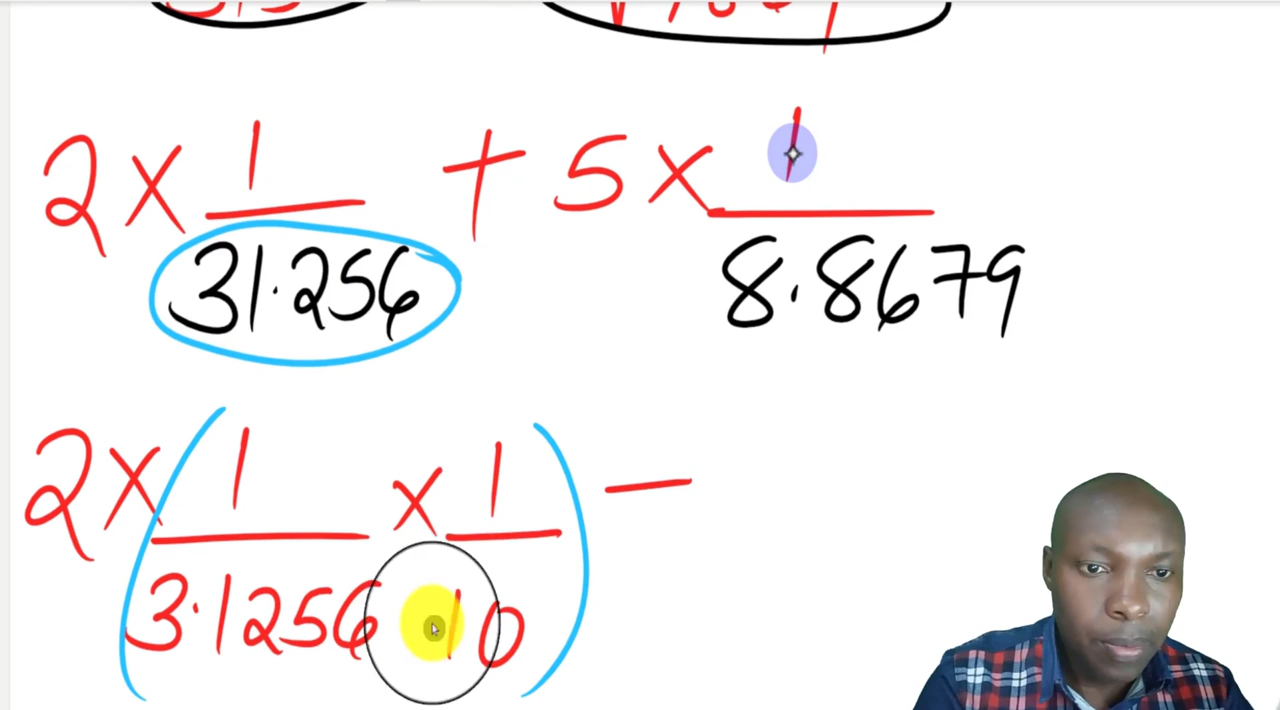 2 × 1 + 5 × 1
31.256 8.8679
2 × ( 1 × 1 ) −
3.1256 10